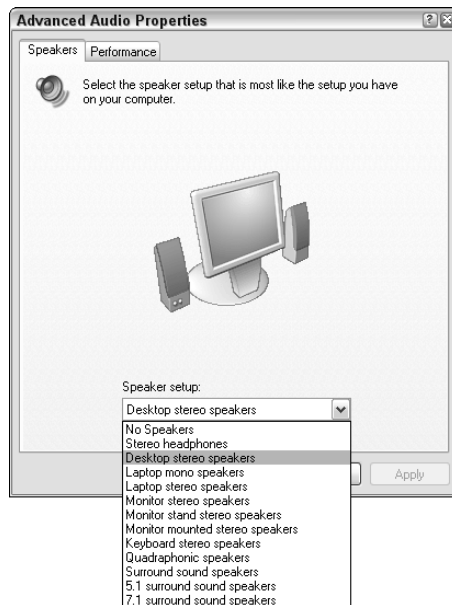 Advanced Audio Properties
Speakers Performance
Select the speaker setup that is most like the setup you have
on your computer.
Speaker setup:
Desktop stereo speakers
No Speakers
Stereo headphones
Desktop stereo speakers
Laptop mono speakers
Laptop stereo speakers
Monitor stereo speakers
Monitor stand stereo speakers
Monitor mounted stereo speakers
Keyboard stereo speakers
Quadraphonic speakers
Surround sound speakers
5.1 surround sound speakers
7.1 surround sound speakers
Apply